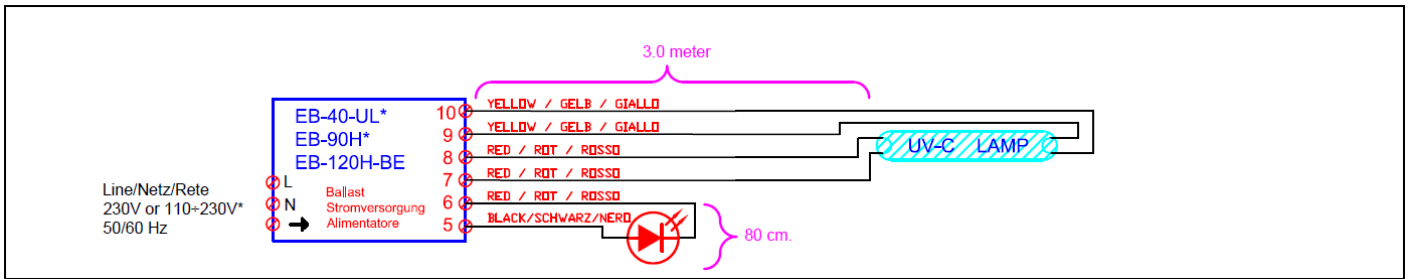 3.0 meter
EB-40-UL*
EB-90H*
EB-120H-BE
10 YELLOW / GELB / GIALLO
9 YELLOW / GELB / GIALLO
8 RED / ROT / ROSSO
7 RED / ROT / ROSSO
6 RED / ROT / ROSSO
5 BLACK/SCHWARZ/NERO
UV-C LAMP
Line/Netz/Rete
230V or 110÷230V*
50/60 Hz
L
N
Ballast
Stromversorgung
Alimentatore
80 cm.